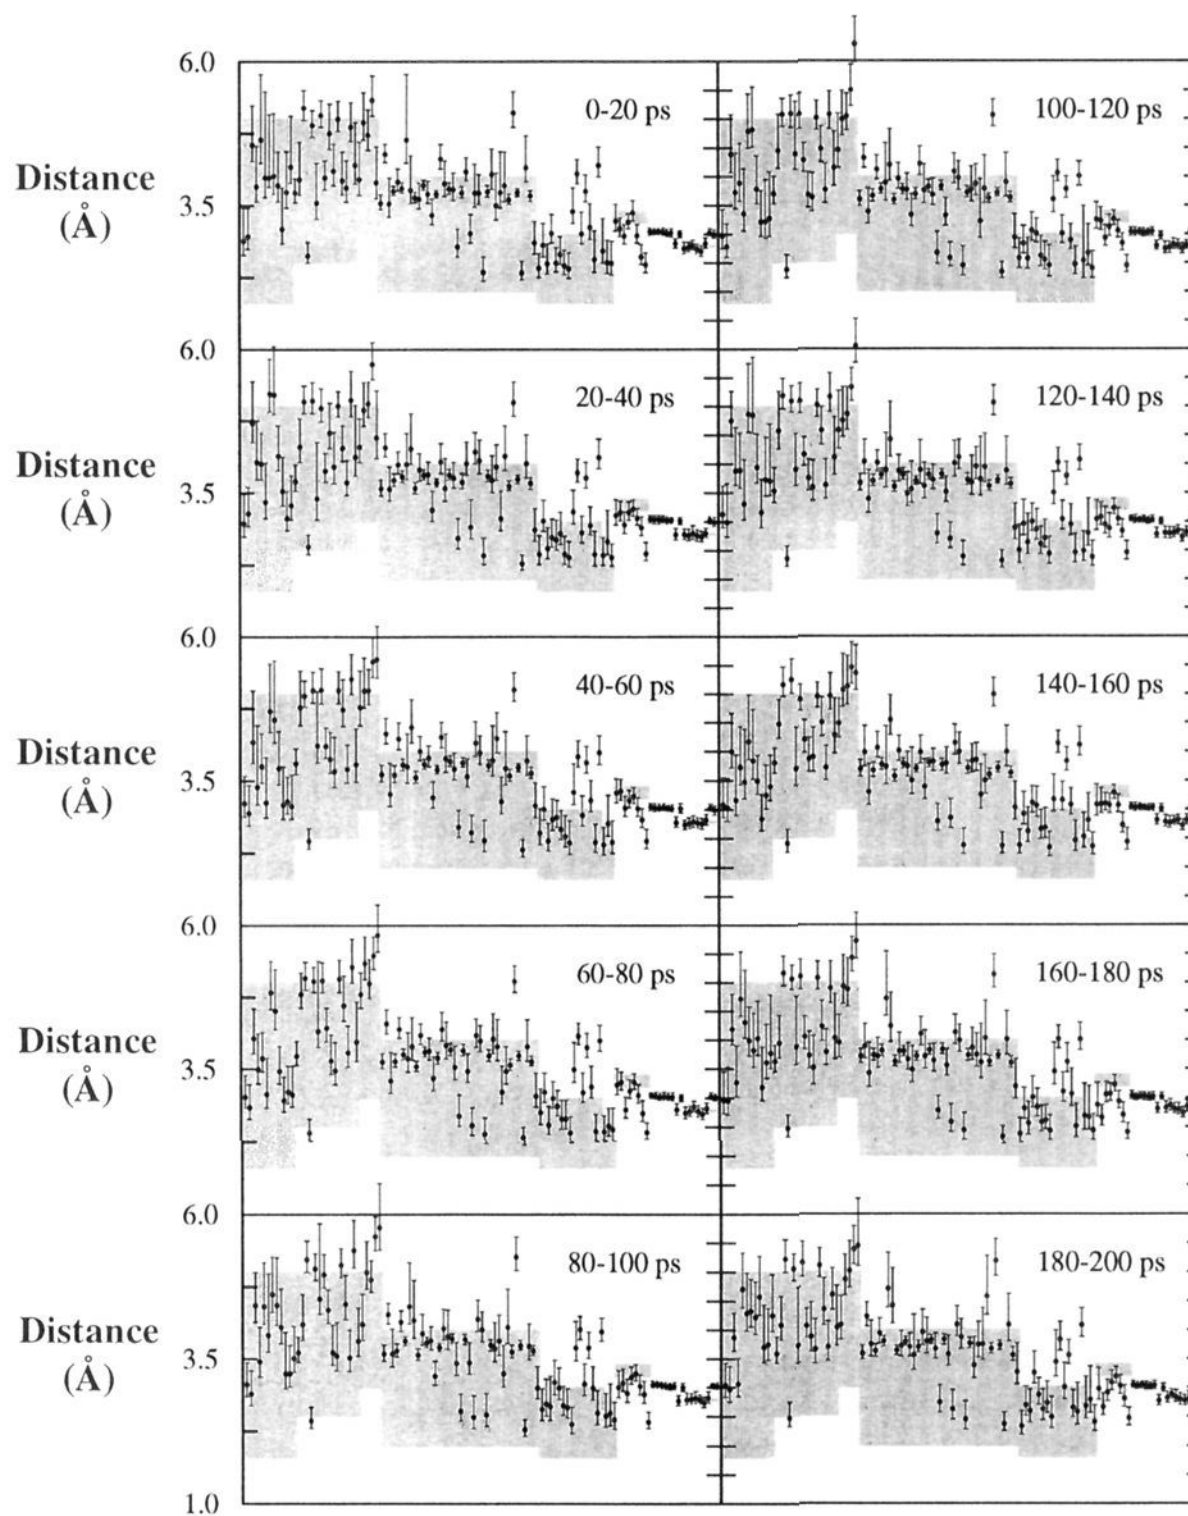 6.0
0-20 ps
100-120 ps
Distance
(Å)
3.5
6.0
20-40 ps
120-140 ps
Distance
(Å)
3.5
6.0
40-60 ps
140-160 ps
Distance
(Å)
3.5
6.0
60-80 ps
160-180 ps
Distance
(Å)
3.5
6.0
80-100 ps
180-200 ps
Distance
(Å)
3.5
1.0